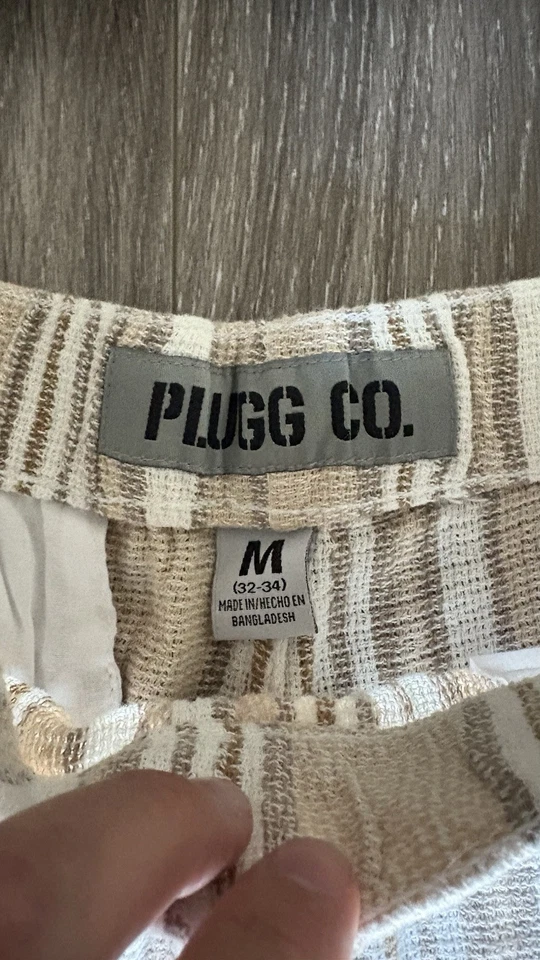 PLUGG CO.
M
(32-34)
MADE IN/HECHO EN
BANGLADESH